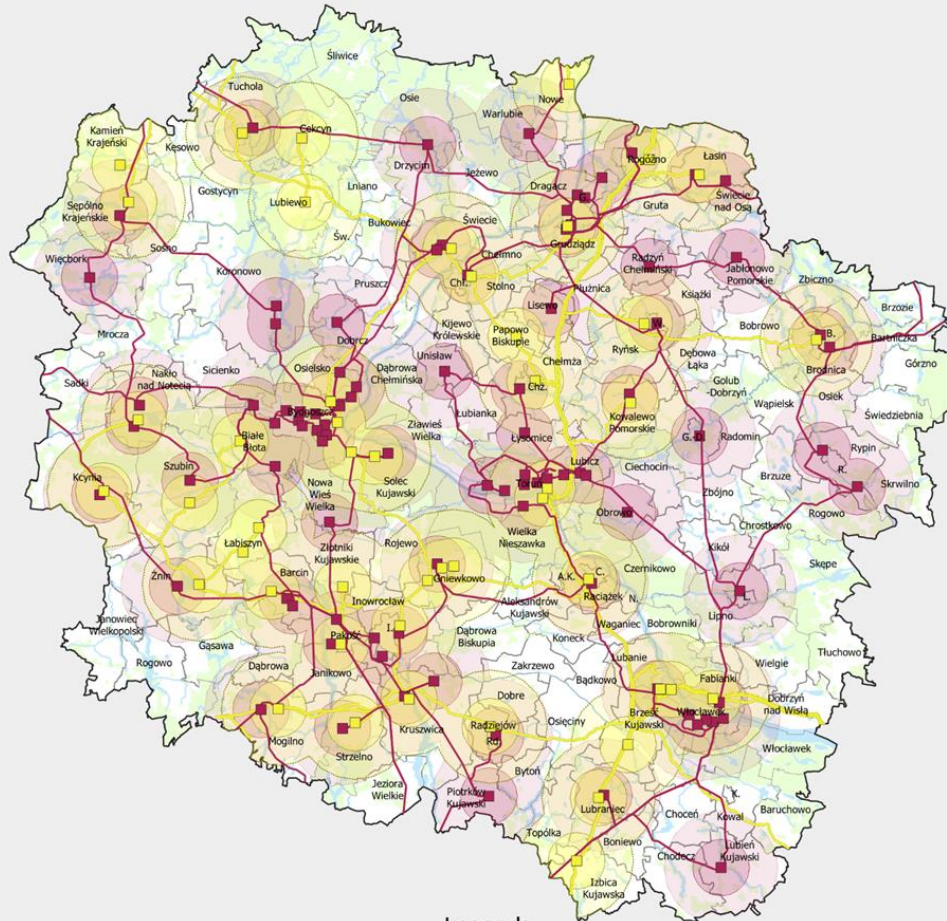 Śliwice
Tuchola
Osie
Nowe
Warlubie
Kamień
Krajeński
Kęsowo
Cekcyn
Rogóźno
Łasin
Drzycim
Jeżewo
Gostycyn
Lniano
Dragacz
G.
Świecie
nad Osą
Lubiewo
Gruta
Sępólno
Krajeńskie
Bukowiec
Świecie
Św.
Grudziądz
Sośno
Chełmno
Radzyń
Chełmiński
Jabłonowo
Pomorskie
Więcbork
Koronowo
Zbiczno
Pruszcz
Chł.
Stolno
Płużnica
Książki
Lisewo
Brzozie
Mrocza
Dobrcz
Kijewo
Królewskie
Papowo
Biskupie
W.
Bobrowo
B.
Bartniczka
Ryńsk
Unisław
Chełmża
Dębowa
Łąka
Brodnica
Górzno
Sadki
Nakło
nad Notecią
Sicienko
Osielsko
Dąbrowa
Chełmińska
Chż.
Golub
-Dobrzyń
Wąpielsk
Osiek
Bydgoszcz
Łubianka
Kowalewo
Pomorskie
Świedziebnia
Zławieś
Wielka
Łysomice
G.-D.
Radomin
Rypin
Białe
Błota
Szubin
Lubicz
Ciechocin
Brzuze
R.
Kcynia
Solec
Kujawski
Toruń
Skrwilno
Nowa
Wieś
Wielka
Zbójno
Rogowo
Obrowo
Chrostkowo
Wielka
Nieszawka
Łabiszyn
Złotniki
Kujawskie
Rojewo
Kikół
Skępe
Czernikowo
Żnin
Barcin
Gniewkowo
A.K.
C.
Raciążek
N.
L.
Inowrocław
Aleksandrów
Kujawski
Lipno
Janowiec
Wielkopolski
Waganiec
Bobrowniki
I.
Pakość
Dąbrowa
Biskupia
Koneck
Gąsawa
Tłuchowo
Rogowo
Dąbrowa
Janikowo
Zakrzewo
Lubanie
Wielgie
Bądkowo
Fabianki
Dobre
Dobrzyń
nad Wisłą
Osięciny
Brześć
Kujawski
Włocławek
Kruszwica
Radziejów
Rd.
Mogilno
Włocławek
Strzelno
Bytoń
Jeziora
Wielkie
Piotrków
Kujawski
K.
Lubraniec
Choceń
Kowal
Baruchowo
Topólka
Boniewo
Chodecz
Lubień
Kujawski
Izbica
Kujawska